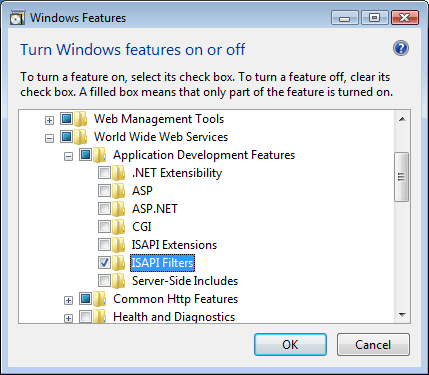 Windows Features
Turn Windows features on or off
To turn a feature on, select its check box. To turn a feature off, clear its
check box. A filled box means that only part of the feature is turned on.
Web Management Tools
World Wide Web Services
Application Development Features
.NET Extensibility
ASP
ASP.NET
CGI
ISAPI Extensions
ISAPI Filters
Server-Side Includes
Common Http Features
Health and Diagnostics
OK Cancel